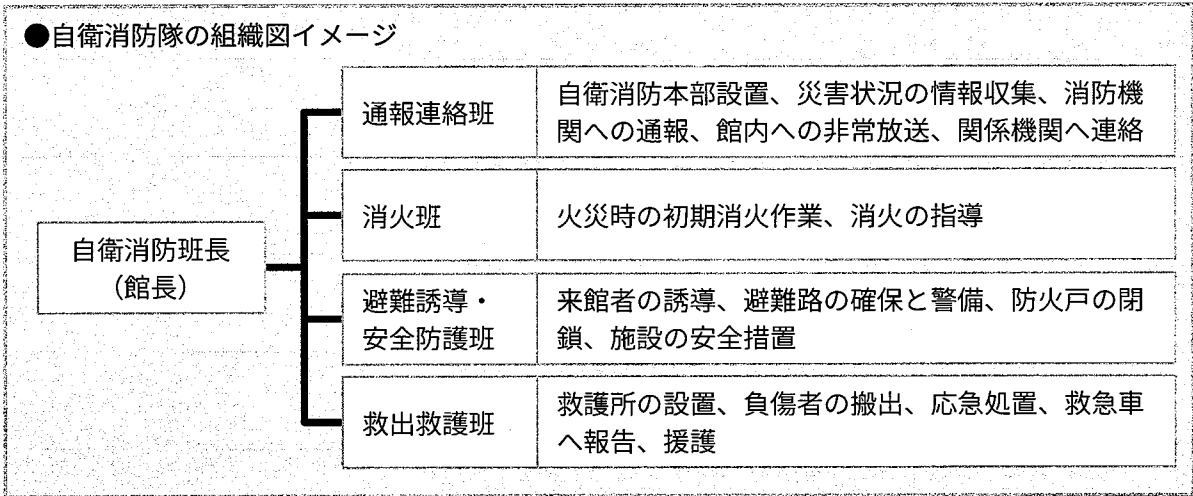 ●自衛消防隊の組織図イメージ
自衛消防班長
（館長）
通報連絡班
自衛消防本部設置、災害状況の情報収集、消防機
関への通報、館内への非常放送、関係機関へ連絡
消火班
火災時の初期消火作業、消火の指導
避難誘導・
安全防護班
来館者の誘導、避難路の確保と警備、防火戸の閉
鎖、施設の安全措置
救出救護班
救護所の設置、負傷者の搬出、応急処置、救急車
へ報告、援護